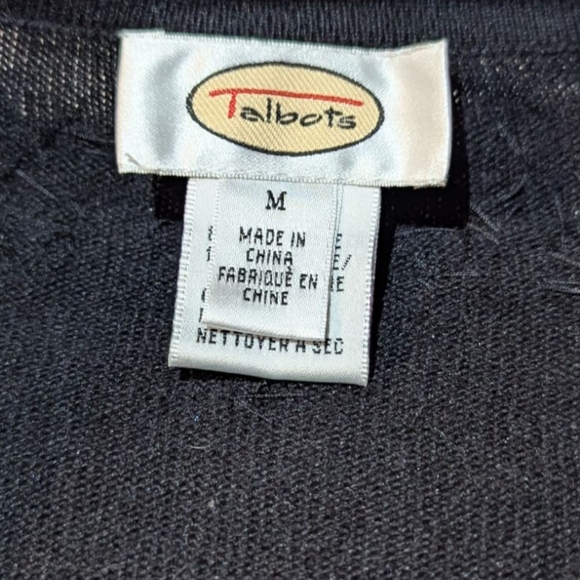 Talbots
M
MADE IN
CHINA
FABRIQUÉ EN
CHINE
NETTOYER A SEC